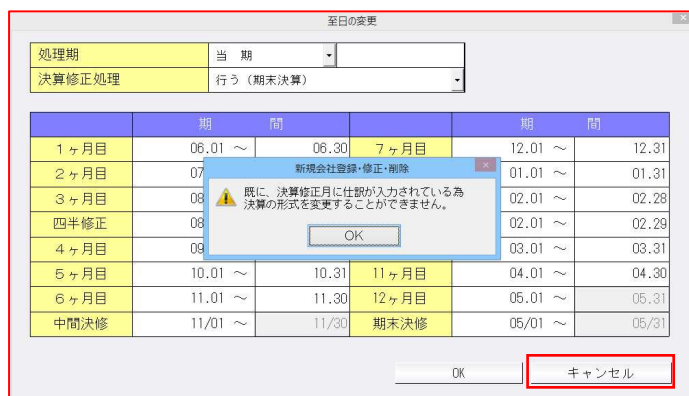 至日の変更
処理期 当 期
決算修正処理 行う（期末決算）
期 間 期 間
1ヶ月目 06.01 ～ 06.30 7ヶ月目 12.01 ～ 12.31
2ヶ月目 07 01.01 ～ 01.31
3ヶ月目 08 02.01 ～ 02.28
四半修正 08 02.01 ～ 02.29
4ヶ月目 09 03.01 ～ 03.31
5ヶ月目 10.01 ～ 10.31 11ヶ月目 04.01 ～ 04.30
6ヶ月目 11.01 ～ 11.30 12ヶ月目 05.01 ～ 05.31
中間決修 11/01 ～ 11/30 期末決修 05/01 ～ 05/31
新規会社登録・修正・削除
既に、決算修正月に仕訳が入力されている為
決算の形式を変更することができません。
OK
OK キャンセル